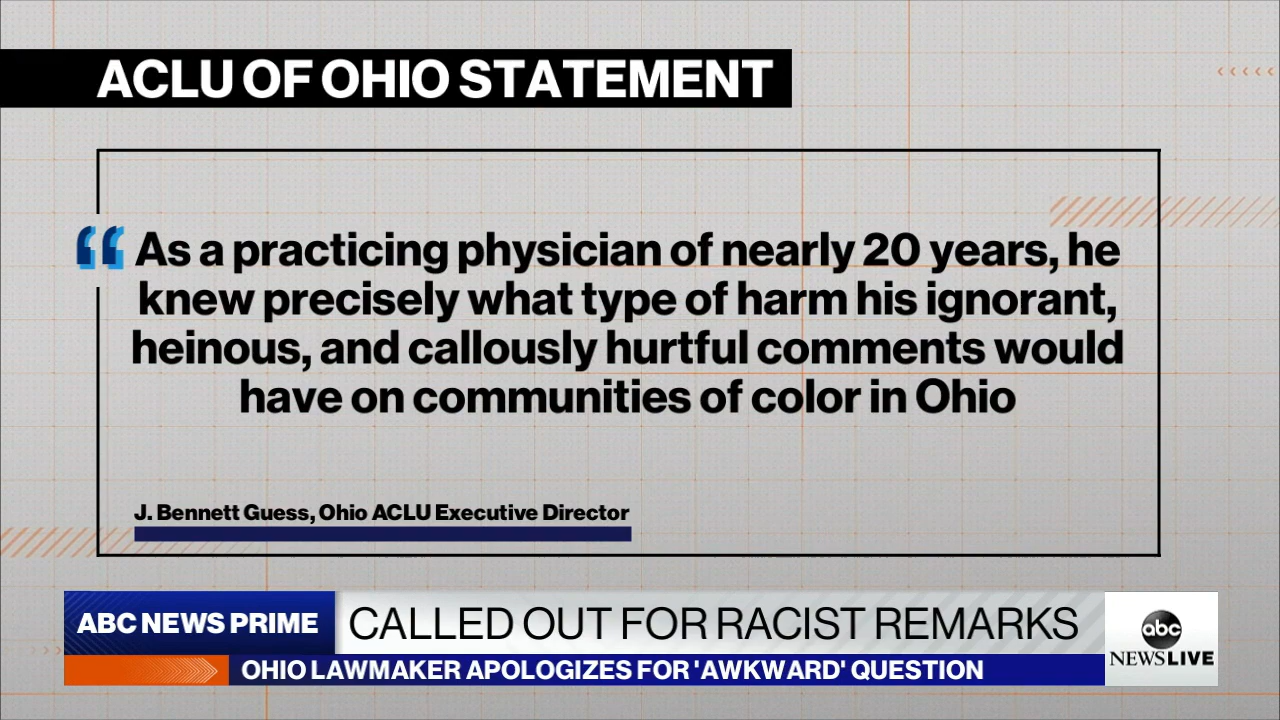 ACLU OF OHIO STATEMENT
“ As a practicing physician of nearly 20 years, he
knew precisely what type of harm his ignorant,
heinous, and callously hurtful comments would
have on communities of color in Ohio
J. Bennett Guess, Ohio ACLU Executive Director
ABC NEWS PRIME
CALLED OUT FOR RACIST REMARKS
OHIO LAWMAKER APOLOGIZES FOR 'AWKWARD' QUESTION
abc
NEWSLIVE